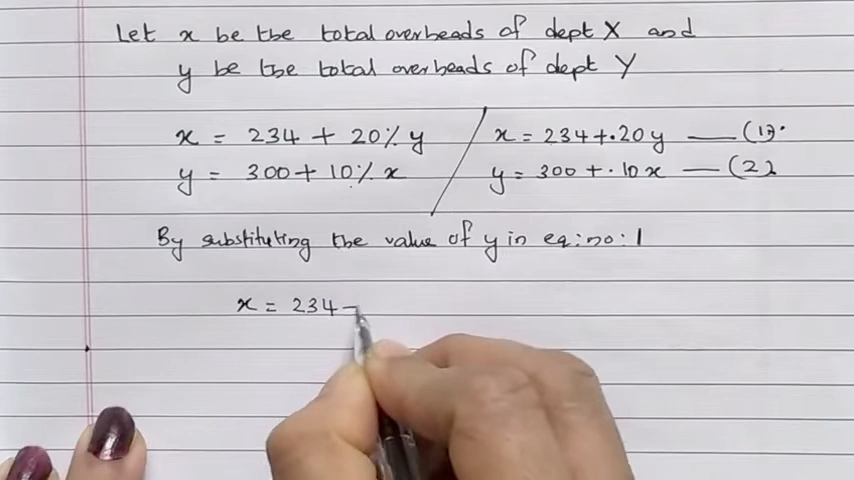 Let x be the total overheads of dept X and
y be the total overheads of dept Y
x = 234 + 20% y / x = 234 + .20 y — (1).
y = 300 + 10% x y = 300 + .10 x — (2)
By substituting the value of y in eq: no: 1
x = 234 -